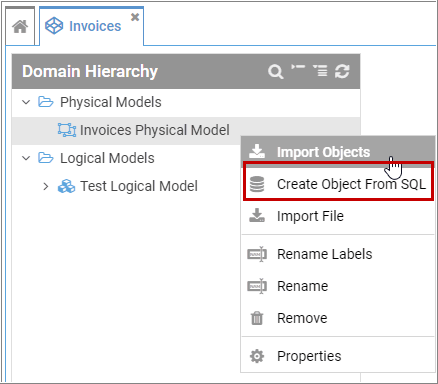 Invoices
Domain Hierarchy
Physical Models
Invoices Physical Model
Logical Models
Test Logical Model
Import Objects
Create Object From SQL
Import File
Rename Labels
Rename
Remove
Properties